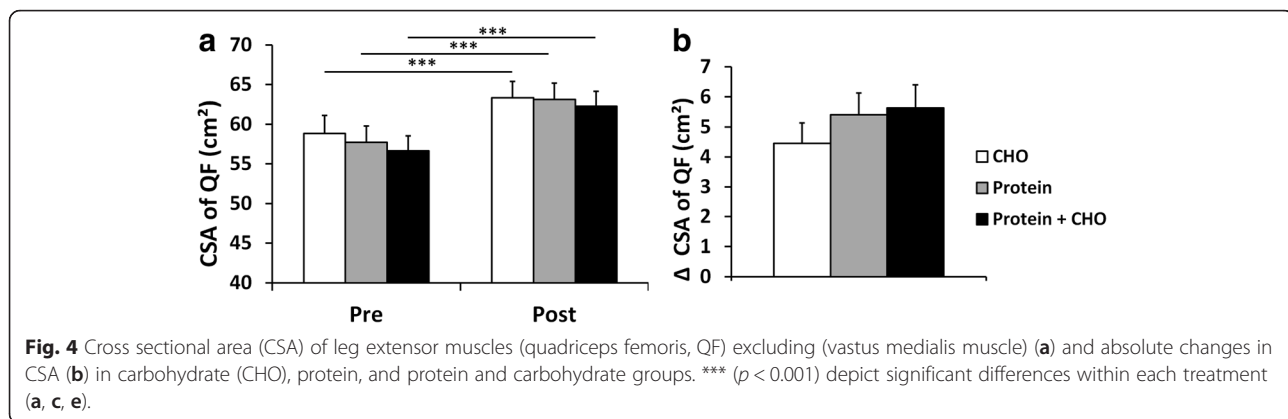 a
b
***
***
***
70
65
60
55
50
45
40
CSA of QF (cm²)
Pre Post
7
6
5
4
3
2
1
0
Δ CSA of QF (cm²)
CHO
Protein
Protein + CHO
Fig. 4 Cross sectional area (CSA) of leg extensor muscles (quadriceps femoris, QF) excluding (vastus medialis muscle) (a) and absolute changes in
CSA (b) in carbohydrate (CHO), protein, and protein and carbohydrate groups. *** (p < 0.001) depict significant differences within each treatment
(a, c, e).